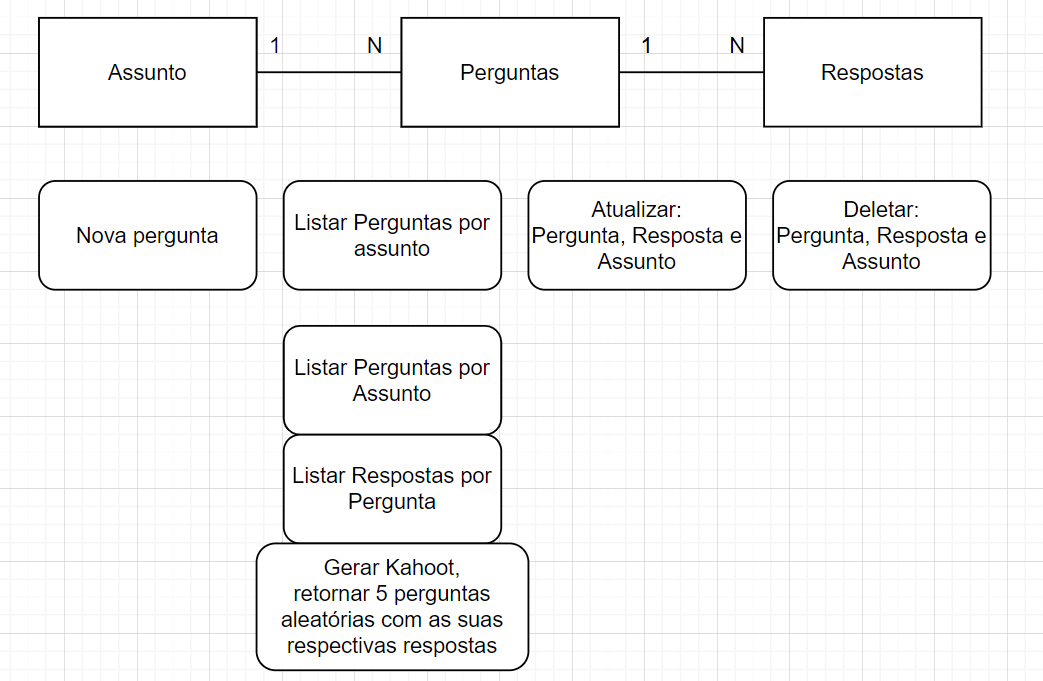 Assunto
1
N
Perguntas
1
N
Respostas
Nova pergunta
Listar Perguntas por
assunto
Atualizar:
Pergunta, Resposta e
Assunto
Deletar:
Pergunta, Resposta e
Assunto
Listar Perguntas por
Assunto
Listar Respostas por
Pergunta
Gerar Kahoot,
retornar 5 perguntas
aleatórias com as suas
respectivas respostas